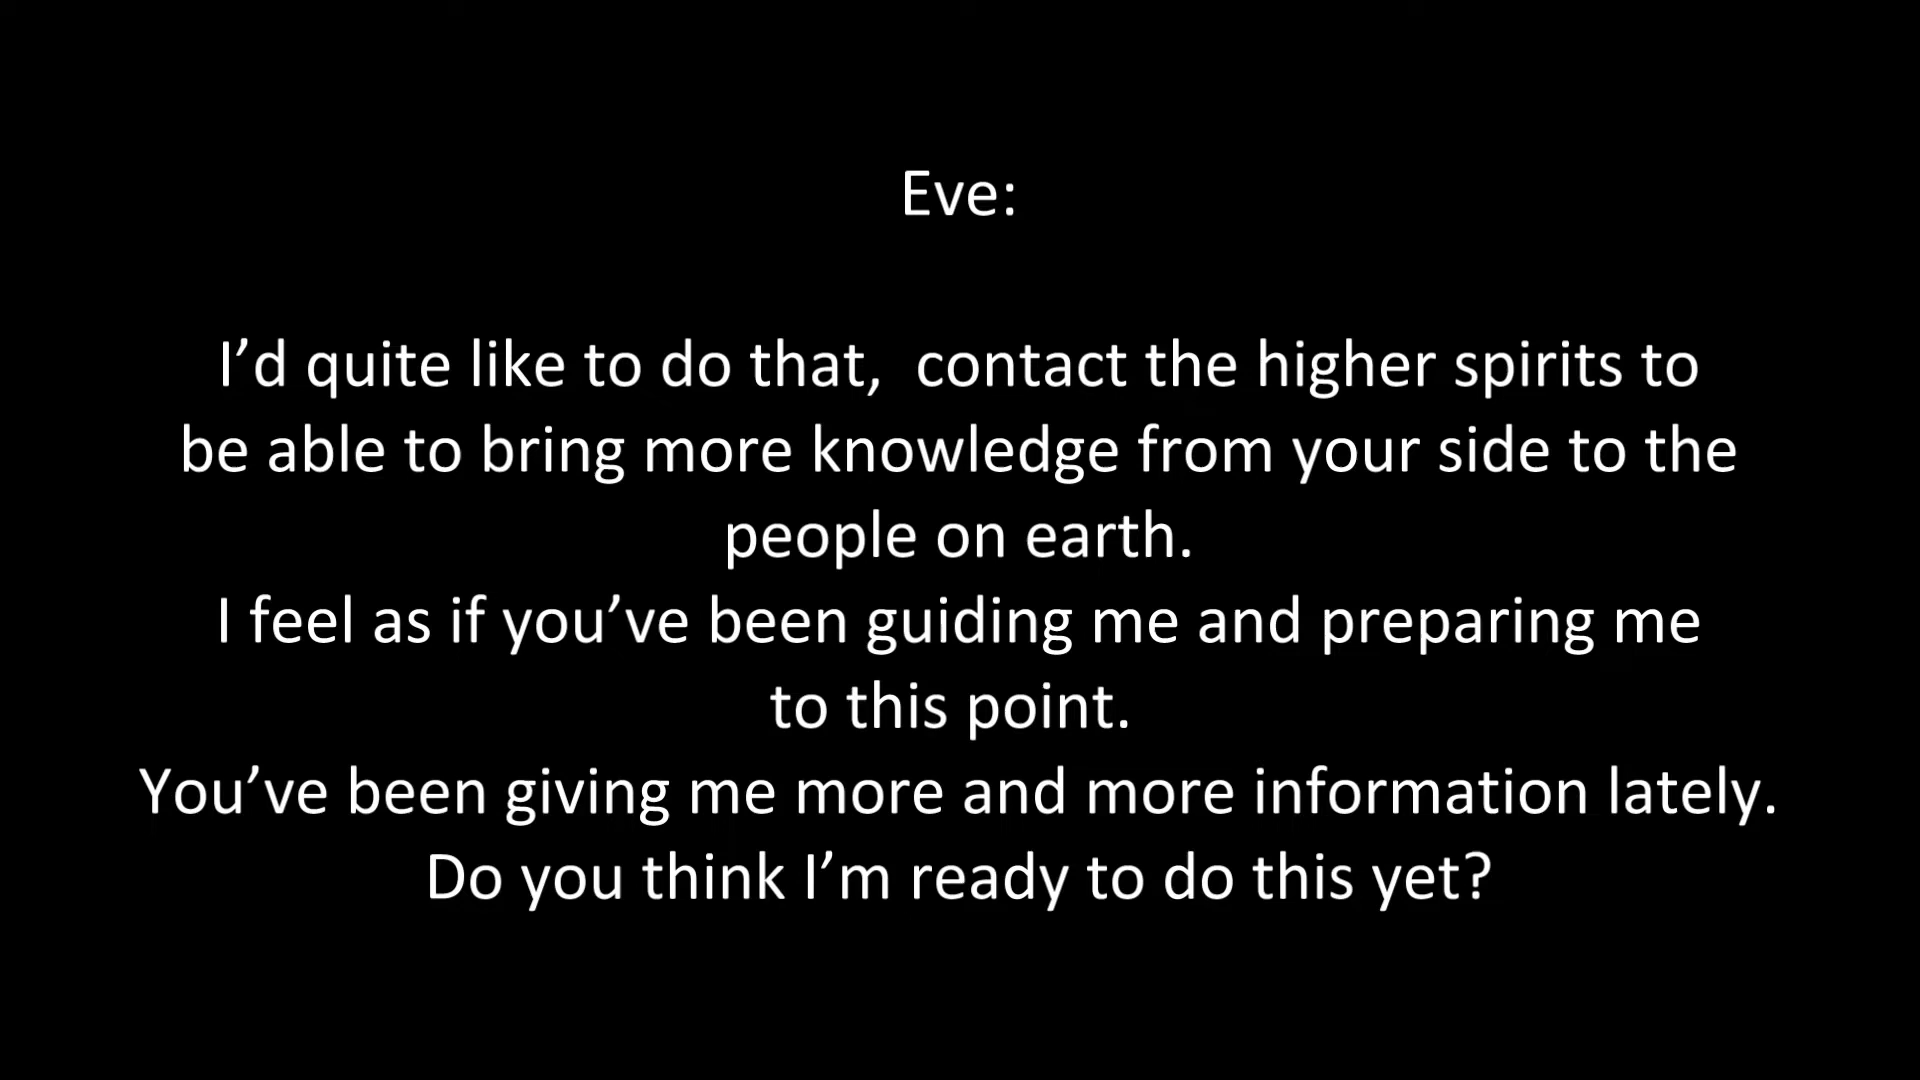 Eve:
I’d quite like to do that,  contact the higher spirits to
be able to bring more knowledge from your side to the
people on earth.
I feel as if you’ve been guiding me and preparing me
to this point.
You’ve been giving me more and more information lately.
Do you think I’m ready to do this yet?